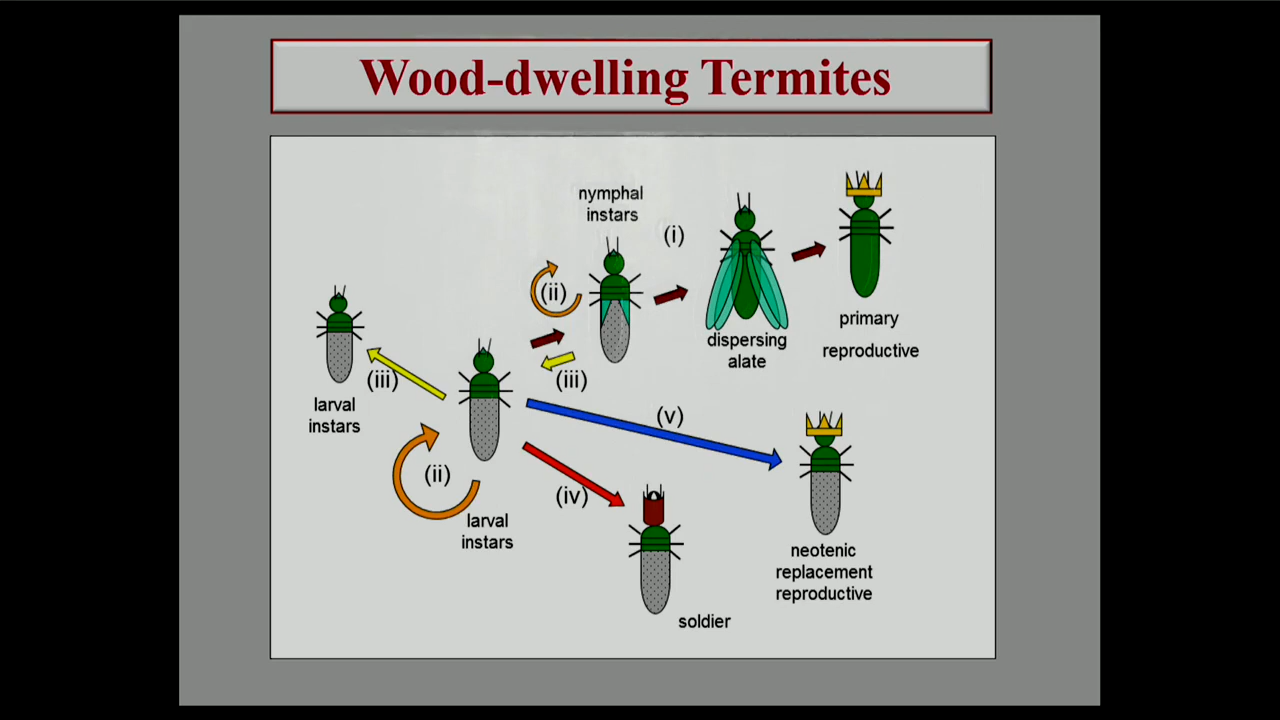 Wood-dwelling Termites
nymphal
instars
(i)
(ii)
dispersing
alate
primary
reproductive
(iii)
(iii)
larval
instars
(v)
(ii)
(iv)
larval
instars
neotenic
replacement
reproductive
soldier